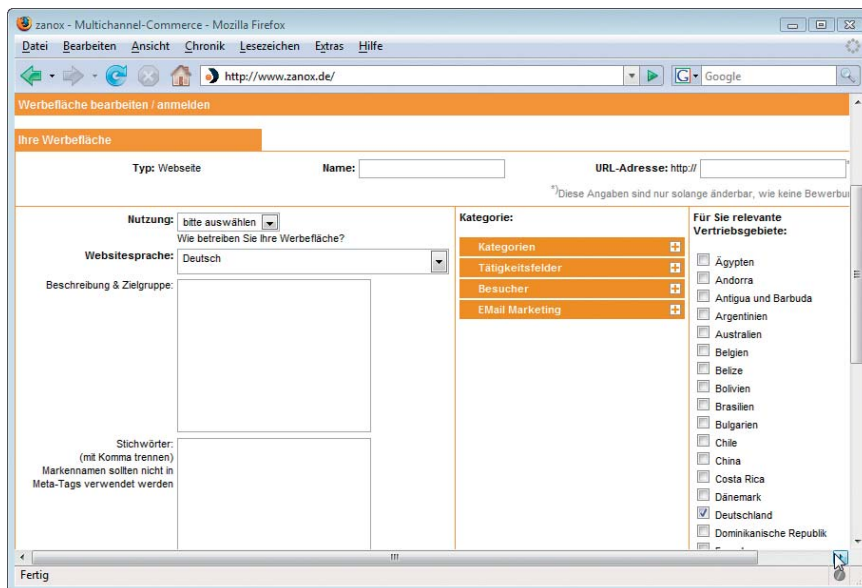 zanox - Multichannel-Commerce - Mozilla Firefox
Datei Bearbeiten Ansicht Chronik Lesezeichen Extras Hilfe
http://www.zanox.de/
G Google
Werbefläche bearbeiten / anmelden
Ihre Werbefläche
Typ: Webseite Name: URL-Adresse: http:// *
*)Diese Angaben sind nur solange änderbar, wie keine Bewerbu
Nutzung: bitte auswählen
Wie betreiben Sie Ihre Werbefläche?
Websitesprache: Deutsch
Beschreibung & Zielgruppe:
Stichwörter:
(mit Komma trennen)
Markennamen sollten nicht in
Meta-Tags verwendet werden
Kategorie:
Kategorien
Tätigkeitsfelder
Besucher
EMail Marketing
Für Sie relevante
Vertriebsgebiete:
Ägypten
Andorra
Antigua und Barbuda
Argentinien
Australien
Belgien
Belize
Bolivien
Brasilien
Bulgarien
Chile
China
Costa Rica
Dänemark
Deutschland
Dominikanische Republik
Fertig